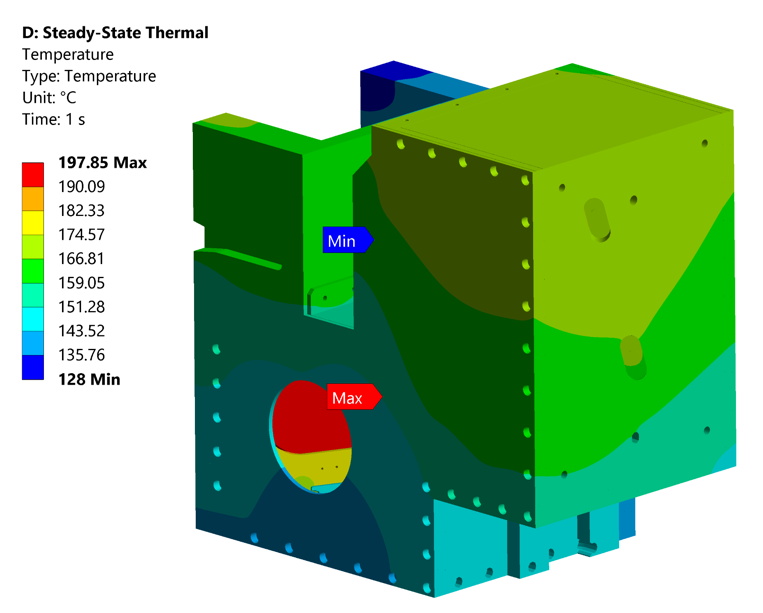 D: Steady-State Thermal
Temperature
Type: Temperature
Unit: °C
Time: 1 s
197.85 Max
190.09
182.33
174.57
166.81
159.05
151.28
143.52
135.76
128 Min
Min
Max